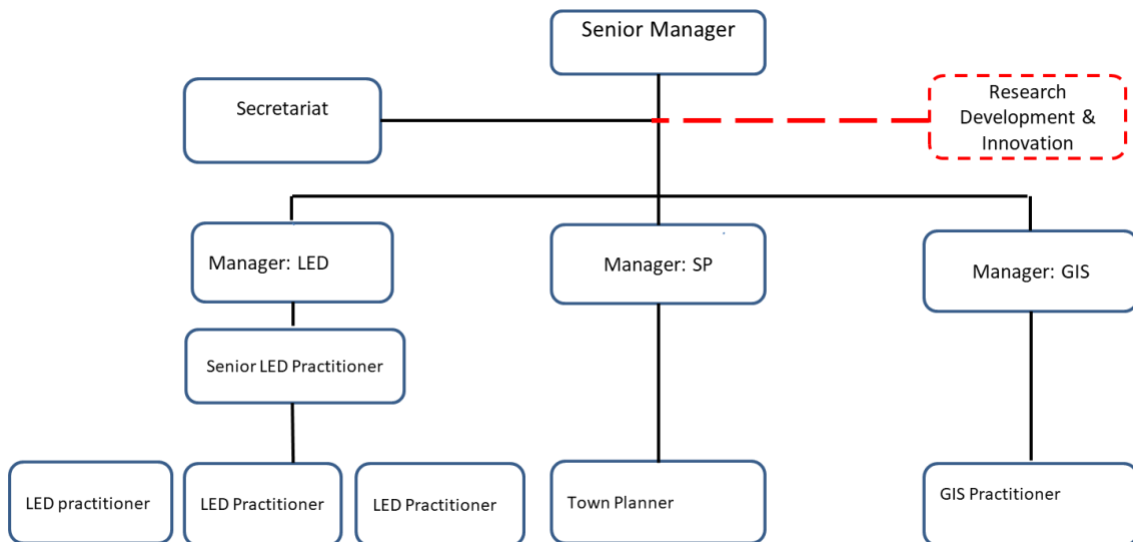 Senior Manager
Secretariat
Research
Development &
Innovation
Manager: LED
Manager: SP
Manager: GIS
Senior LED Practitioner
LED practitioner
LED Practitioner
LED Practitioner
Town Planner
GIS Practitioner